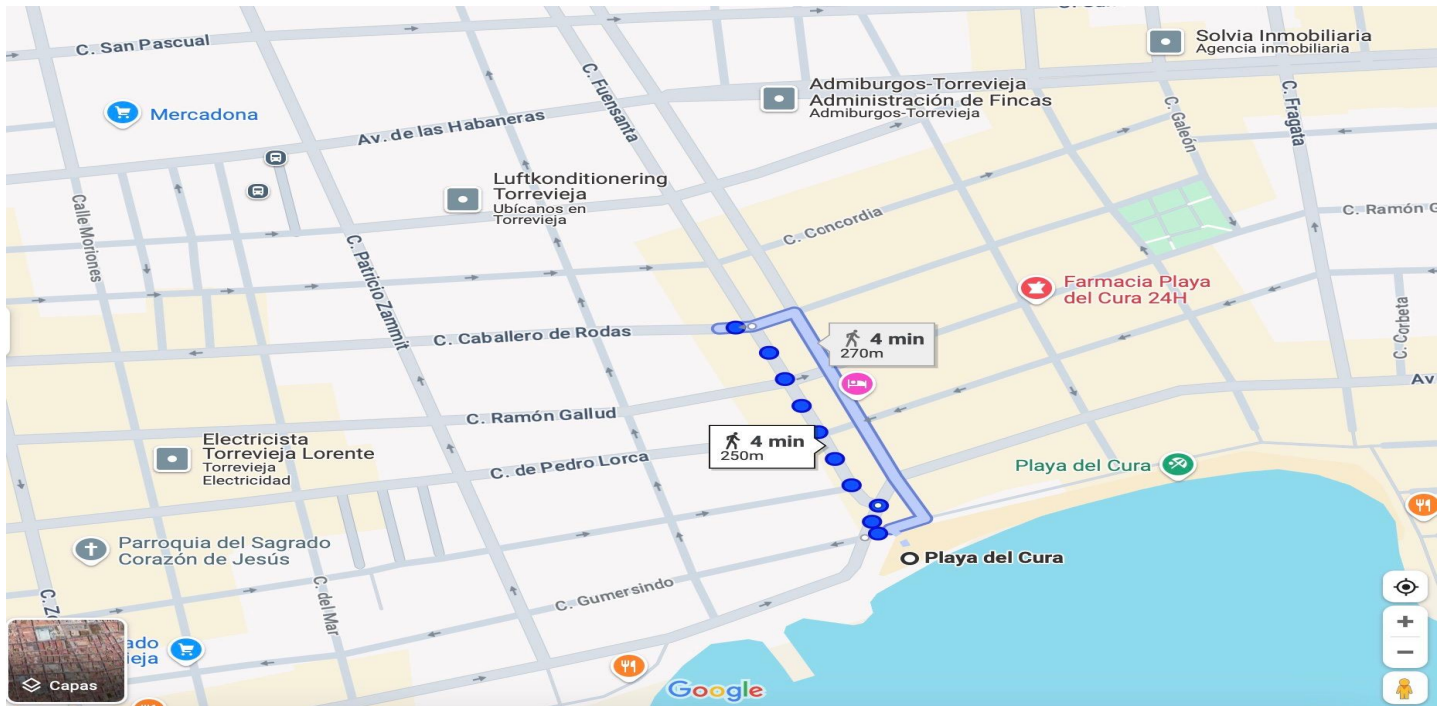 C. San Pascual
Solvia Inmobiliaria
Agencia inmobiliaria
C. Fuensanta
Admiburgos-Torrevieja
Administración de Fincas
Admiburgos-Torrevieja
C. Galeón
C. Fragata
Mercadona
Av. de las Habaneras
Luftkonditionering
Torrevieja
Ubícanos en
Torrevieja
Calle Moriones
C. Ramón G
C. Concordia
C. Patricio Zammit
Farmacia Playa
del Cura 24H
C. Caballero de Rodas
4 min
270m
C. Corbeta
Av
C. Ramón Gallud
4 min
250m
Electricista
Torrevieja Lorente
Torrevieja
Electricidad
C. de Pedro Lorca
Playa del Cura
Parroquia del Sagrado
Corazón de Jesús
Playa del Cura
C. Gumersindo
C. del Mar
ado
ieja
Capas
Google